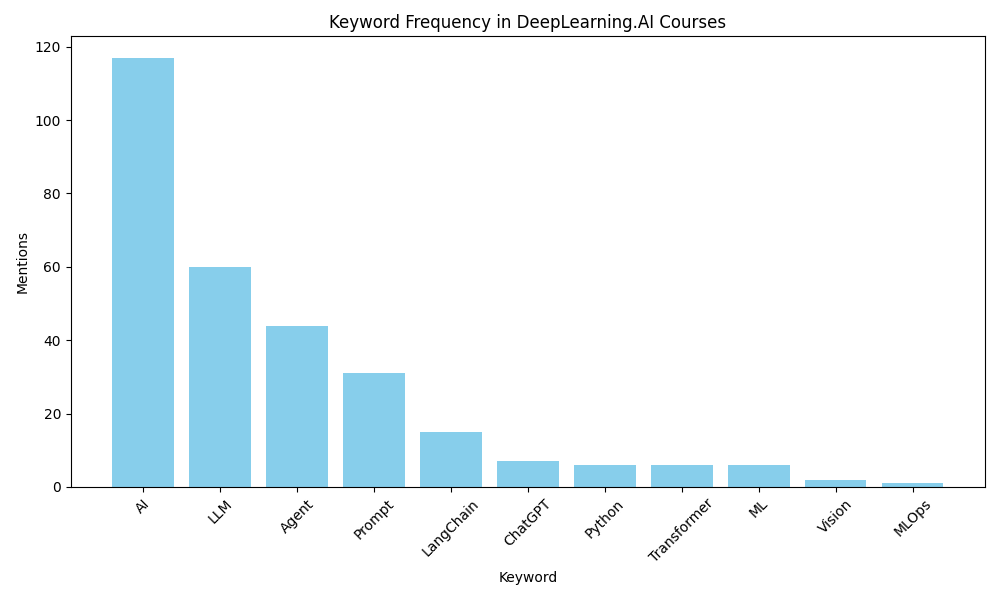 Keyword Frequency in DeepLearning.AI Courses
120
100
80
60
40
20
0
Mentions
AI
LLM
Agent
Prompt
LangChain
ChatGPT
Python
Transformer
ML
Vision
MLOps
Keyword